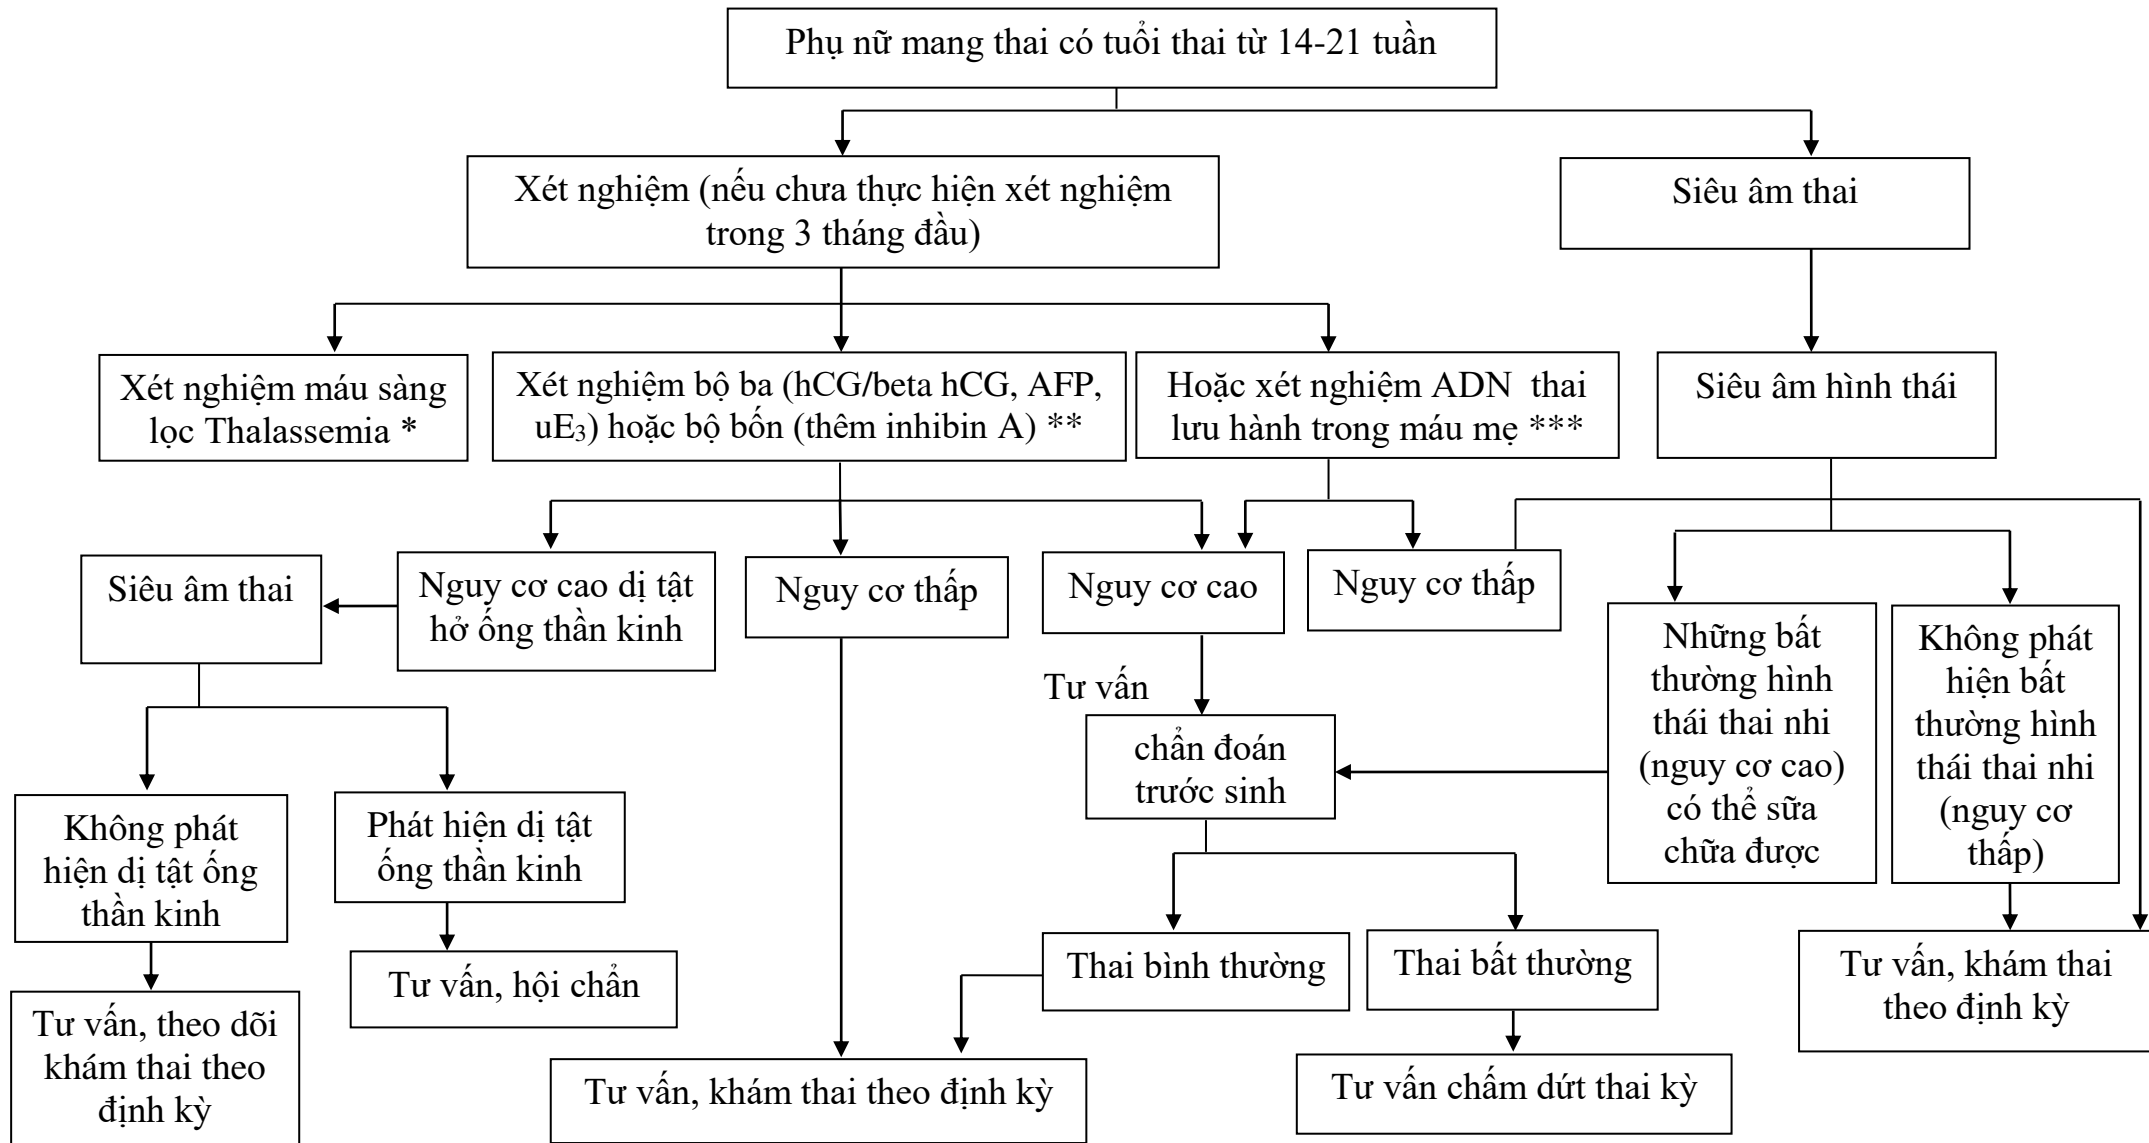 Phụ nữ mang thai có tuổi thai từ 14-21 tuần
Xét nghiệm (nếu chưa thực hiện xét nghiệm
trong 3 tháng đầu)
Siêu âm thai
Xét nghiệm máu sàng
lọc Thalassemia *
Xét nghiệm bộ ba (hCG/beta hCG, AFP,
uE₃) hoặc bộ bốn (thêm inhibin A) **
Hoặc xét nghiệm ADN thai
lưu hành trong máu mẹ ***
Siêu âm hình thái
Siêu âm thai
Nguy cơ cao dị tật
hở ống thần kinh
Nguy cơ thấp
Nguy cơ cao
Nguy cơ thấp
Những bất
thường hình
thái thai nhi
(nguy cơ cao)
có thể sữa
chữa được
Không phát
hiện bất
thường hình
thái thai nhi
(nguy cơ
thấp)
Tư vấn
chẩn đoán
trước sinh
Không phát
hiện dị tật ống
thần kinh
Phát hiện dị tật
ống thần kinh
Tư vấn, hội chẩn
Thai bình thường
Thai bất thường
Tư vấn, khám thai
theo định kỳ
Tư vấn, theo dõi
khám thai theo
định kỳ
Tư vấn, khám thai theo định kỳ
Tư vấn chấm dứt thai kỳ